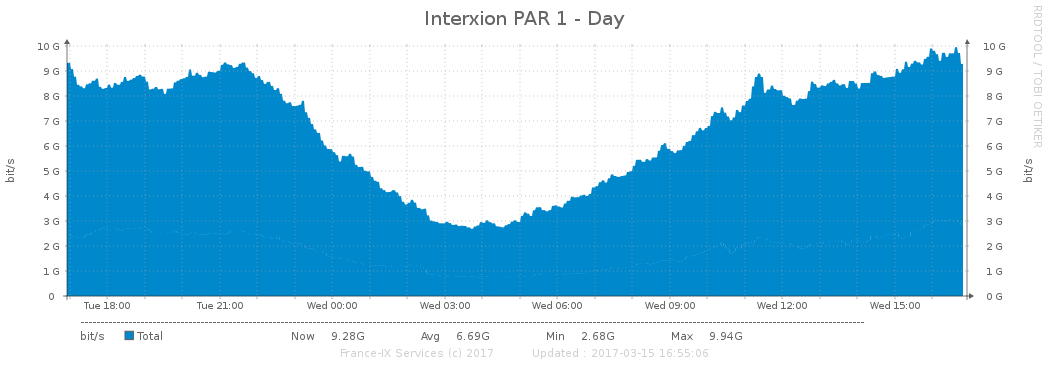 Interxion PAR 1 - Day
RRDTOOL / TOBI OETIKER
bit/s
bit/s
10 G 10 G
9 G 9 G
8 G 8 G
7 G 7 G
6 G 6 G
5 G 5 G
4 G 4 G
3 G 3 G
2 G 2 G
1 G 1 G
0 0 G
Tue 18:00 Tue 21:00 Wed 00:00 Wed 03:00 Wed 06:00 Wed 09:00 Wed 12:00 Wed 15:00
bit/s Total Now 9.28G Avg 6.69G Min 2.68G Max 9.94G
France-IX Services (c) 2017 Updated : 2017-03-15 16:55:06